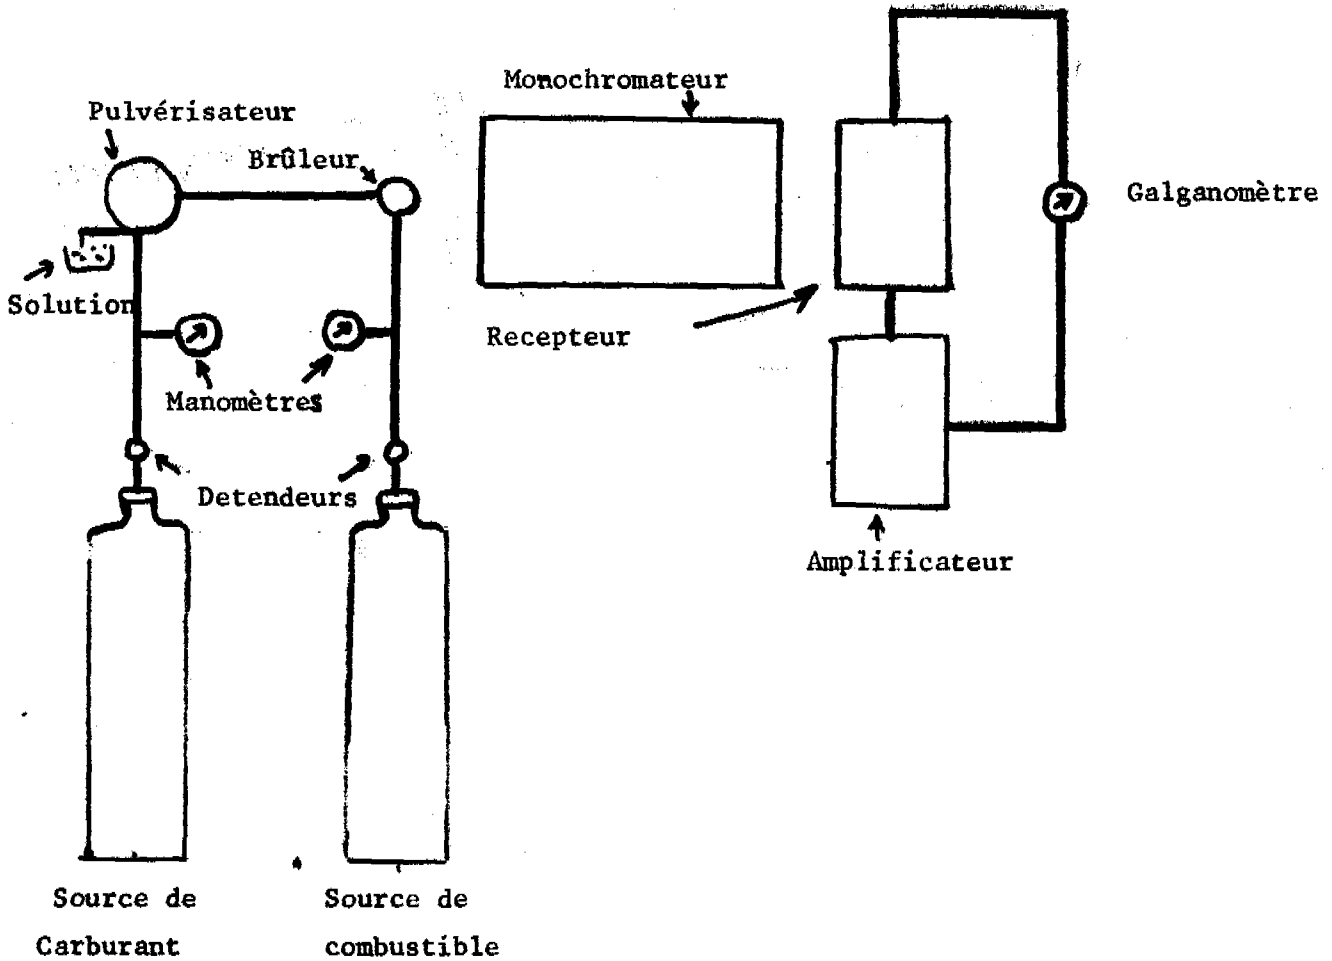 Monochromateur
Pulvérisateur
Brûleur
Galganomètre
Solution
Recepteur
Manomètres
Detendeurs
Amplificateur
Source de
Carburant
Source de
combustible